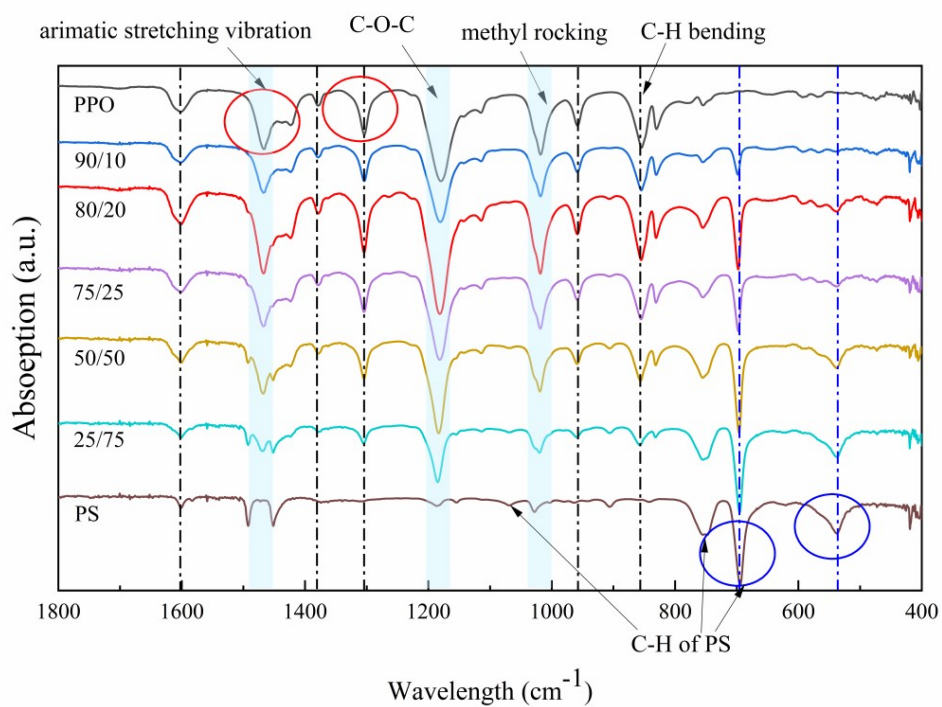 arimatic stretching vibration
C-O-C
methyl rocking
C-H bending
PPO
90/10
80/20
75/25
50/50
25/75
PS
Absoeption (a.u.)
1800 1600 1400 1200 1000 800 600 400
C-H of PS
Wavelength (cm-1)